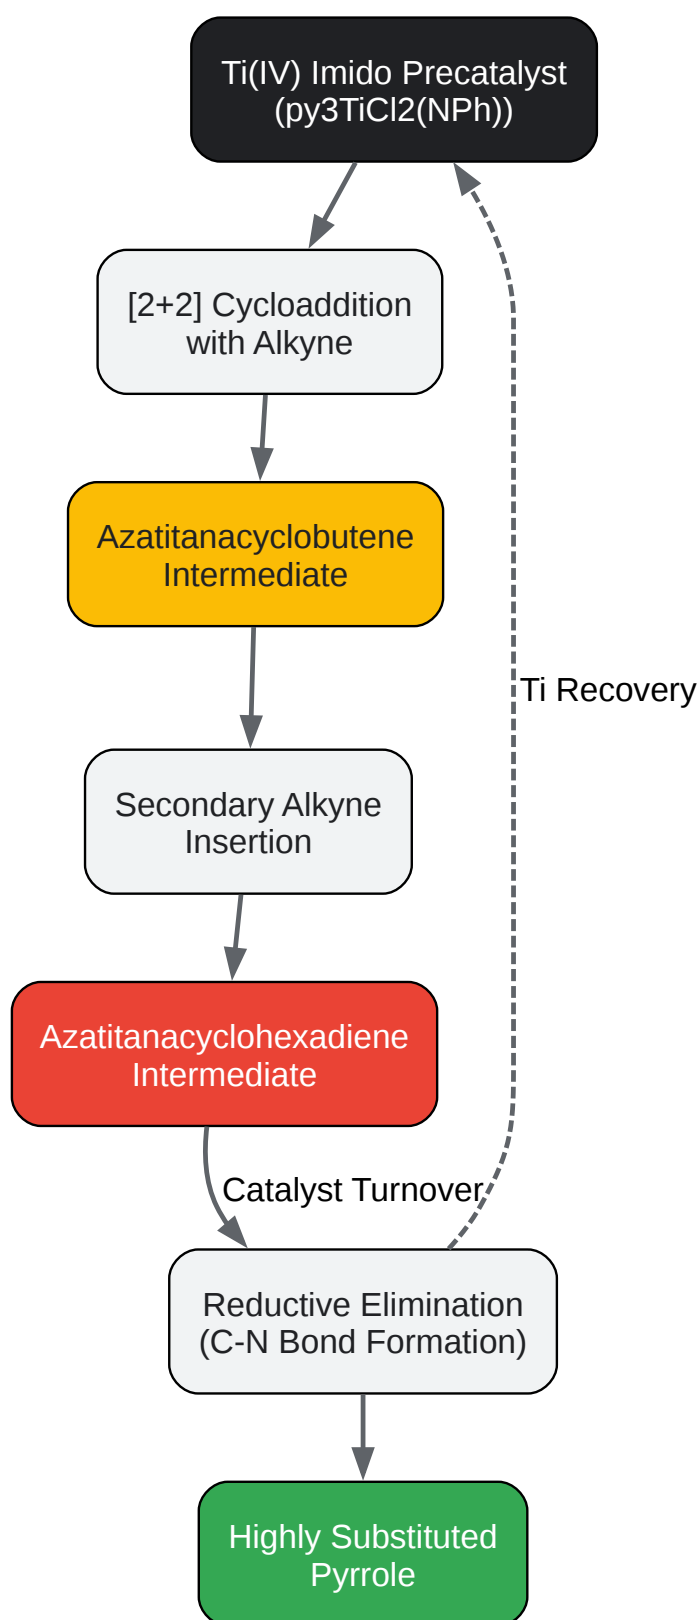 Ti(IV) Imido Precatalyst
(py3TiCl2(NPh))
[2+2] Cycloaddition
with Alkyne
Azatitanacyclobutene
Intermediate
Ti Recovery
Secondary Alkyne
Insertion
Azatitanacyclohexadiene
Intermediate
Catalyst Turnover
Reductive Elimination
(C-N Bond Formation)
Highly Substituted
Pyrrole